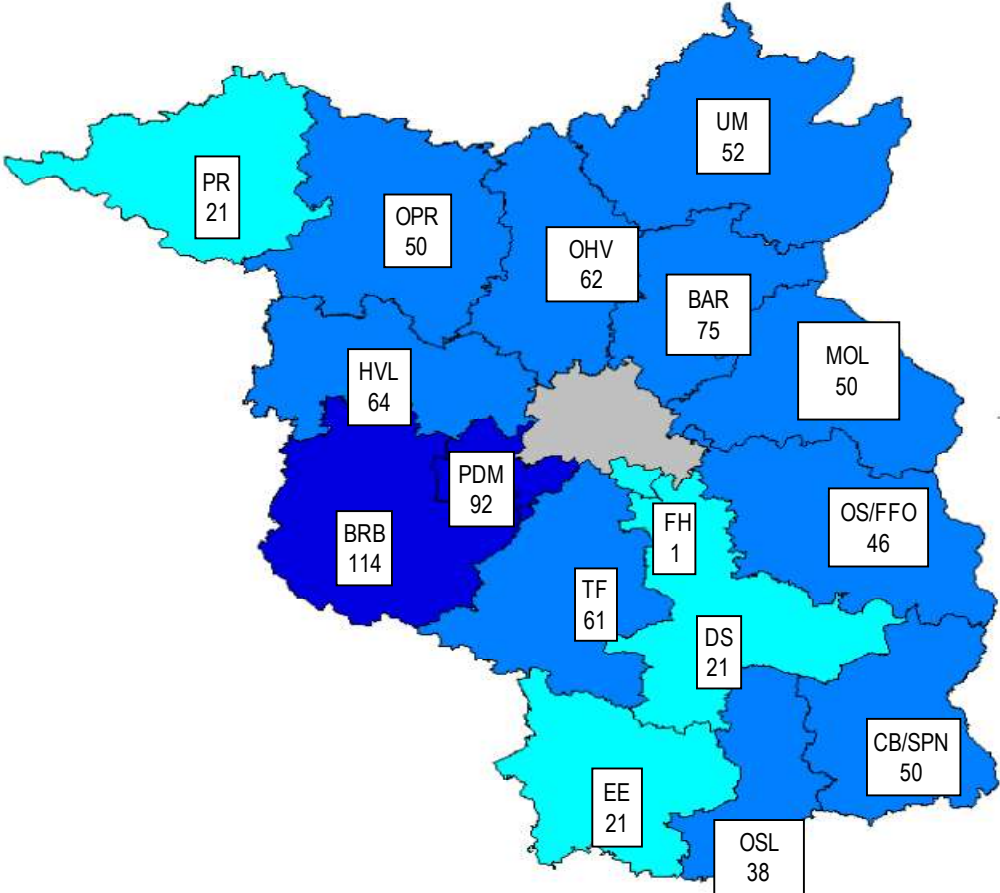 UM
52
PR
21
OPR
50
OHV
62
BAR
75
MOL
50
HVL
64
PDM
92
BRB
114
FH
1
OS/FFO
46
TF
61
DS
21
CB/SPN
50
EE
21
OSL
38